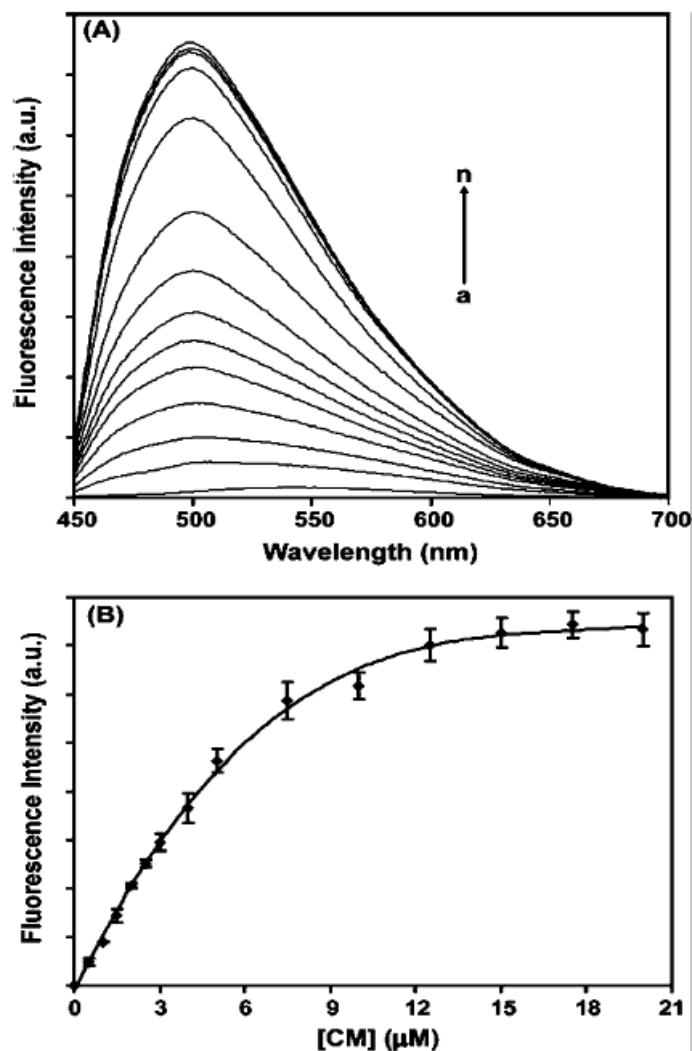 (A)
Fluorescence Intensity (a.u.)
n
a
450 500 550 600 650 700
Wavelength (nm)
(B)
Fluorescence Intensity (a.u.)
0 3 6 9 12 15 18 21
[CM] (μM)